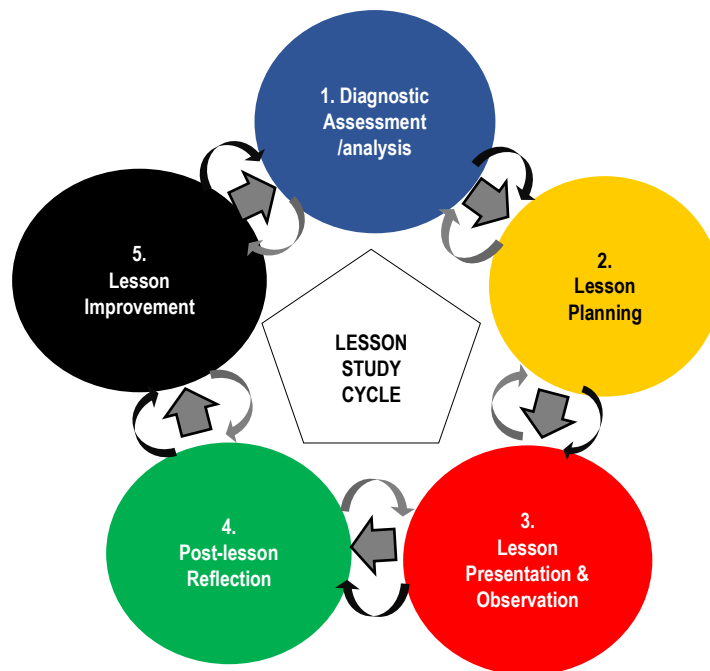 1. Diagnostic
Assessment
/analysis
2.
Lesson
Planning
3.
Lesson
Presentation &
Observation
4.
Post-lesson
Reflection
5.
Lesson
Improvement
LESSON
STUDY
CYCLE